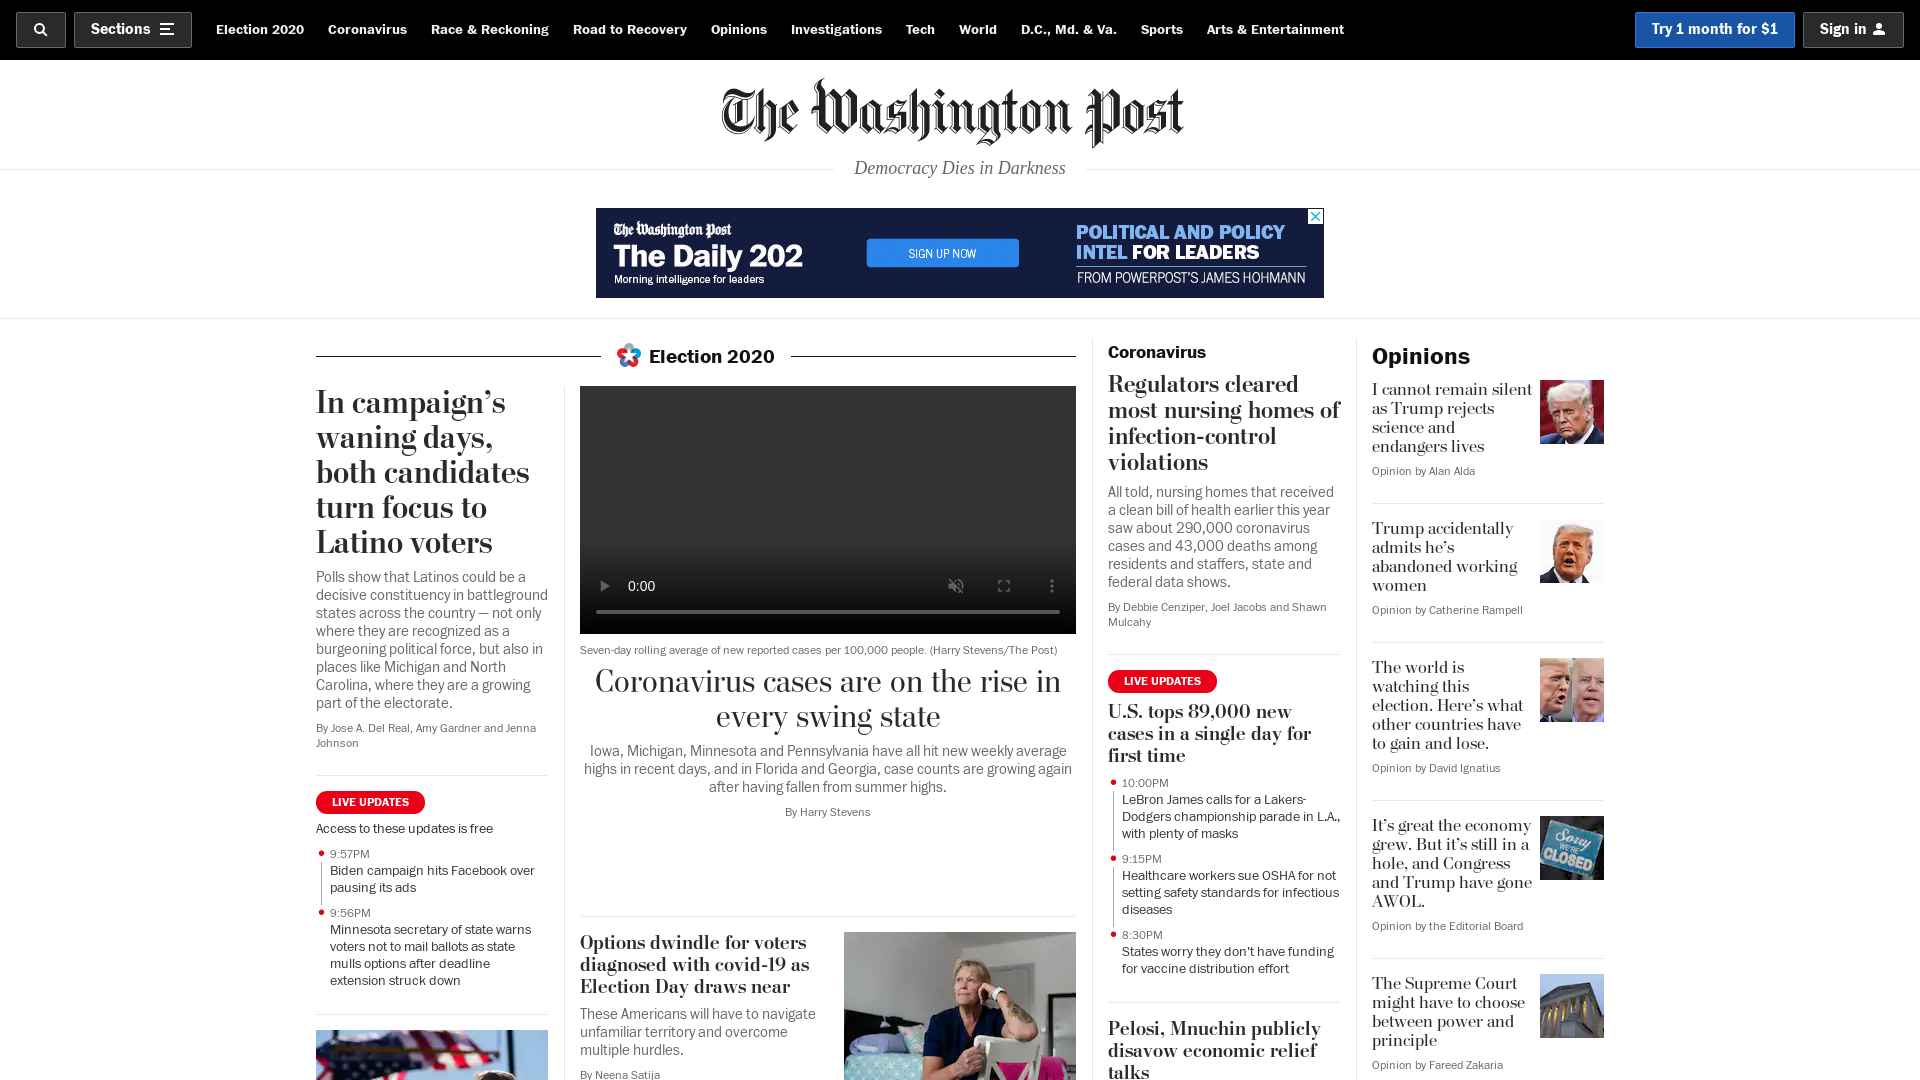 Sections
Election 2020
Coronavirus
Race & Reckoning
Road to Recovery
Opinions
Investigations
Tech
World
D.C., Md. & Va.
Sports
Arts & Entertainment
Try 1 month for $1
Sign in
The Washington Post
Democracy Dies in Darkness
The Washington Post
The Daily 202
Morning intelligence for leaders
SIGN UP NOW
POLITICAL AND POLICY
INTEL FOR LEADERS
FROM POWERPOST'S JAMES HOHMANN
Election 2020
In campaign’s
waning days,
both candidates
turn focus to
Latino voters
Polls show that Latinos could be a
decisive constituency in battleground
states across the country — not only
where they are recognized as a
burgeoning political force, but also in
places like Michigan and North
Carolina, where they are a growing
part of the electorate.
By Jose A. Del Real, Amy Gardner and Jenna
Johnson
LIVE UPDATES
Access to these updates is free
9:57PM
Biden campaign hits Facebook over
pausing its ads
9:56PM
Minnesota secretary of state warns
voters not to mail ballots as state
mulls options after deadline
extension struck down
0:00
Seven-day rolling average of new reported cases per 100,000 people. (Harry Stevens/The Post)
Coronavirus cases are on the rise in
every swing state
Iowa, Michigan, Minnesota and Pennsylvania have all hit new weekly average
highs in recent days, and in Florida and Georgia, case counts are growing again
after having fallen from summer highs.
By Harry Stevens
Options dwindle for voters
diagnosed with covid-19 as
Election Day draws near
These Americans will have to navigate
unfamiliar territory and overcome
multiple hurdles.
By Neena Satija
Coronavirus
Regulators cleared
most nursing homes of
infection-control
violations
All told, nursing homes that received
a clean bill of health earlier this year
saw about 290,000 coronavirus
cases and 43,000 deaths among
residents and staffers, state and
federal data shows.
By Debbie Cenziper, Joel Jacobs and Shawn
Mulcahy
LIVE UPDATES
U.S. tops 89,000 new
cases in a single day for
first time
10:00PM
LeBron James calls for a Lakers-
Dodgers championship parade in L.A.,
with plenty of masks
9:15PM
Healthcare workers sue OSHA for not
setting safety standards for infectious
diseases
8:30PM
States worry they don’t have funding
for vaccine distribution effort
Pelosi, Mnuchin publicly
disavow economic relief
talks
Opinions
I cannot remain silent
as Trump rejects
science and
endangers lives
Opinion by Alan Alda
Trump accidentally
admits he’s
abandoned working
women
Opinion by Catherine Rampell
The world is
watching this
election. Here’s what
other countries have
to gain and lose.
Opinion by David Ignatius
It’s great the economy
grew. But it’s still in a
hole, and Congress
and Trump have gone
AWOL.
Opinion by the Editorial Board
Sorry
WE'RE
CLOSED
The Supreme Court
might have to choose
between power and
principle
Opinion by Fareed Zakaria